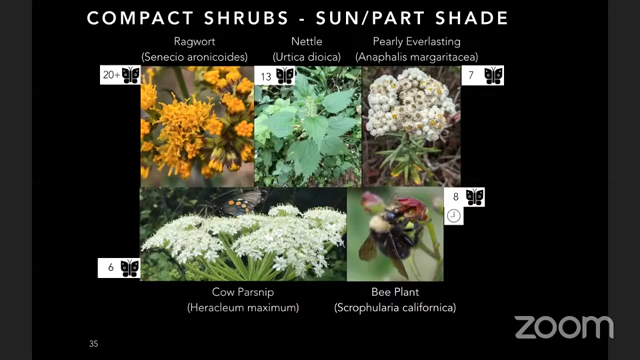 COMPACT SHRUBS - SUN/PART SHADE
Ragwort
(Senecio aronicoides)
Nettle
(Urtica dioica)
Pearly Everlasting
(Anaphalis margaritacea)
20+
13
7
8
6
Cow Parsnip
(Heracleum maximum)
Bee Plant
(Scrophularia californica)
35
zoom